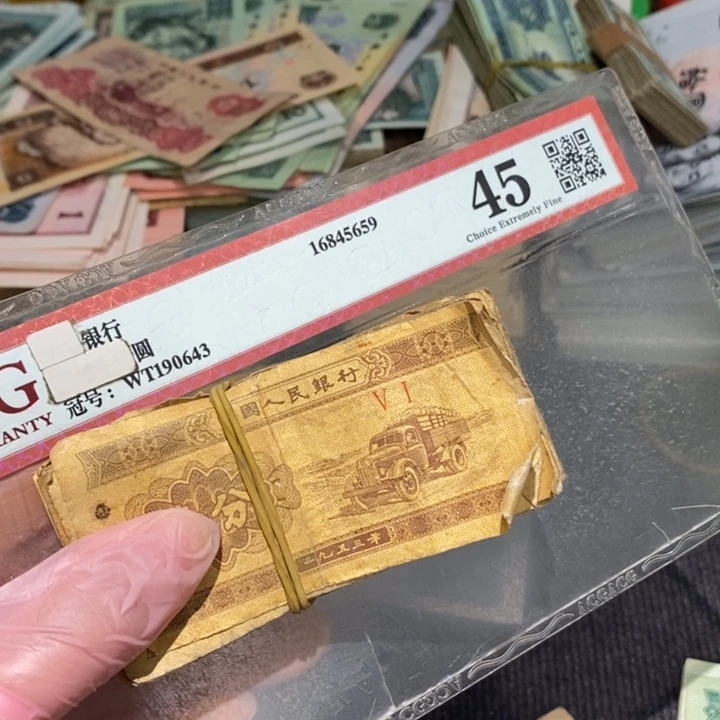 45
Choice Extremely Fine
16845659
银行
圆
冠号：WT190643
G
ANTY
國人民銀行
VI
一九五三年
ACGACG